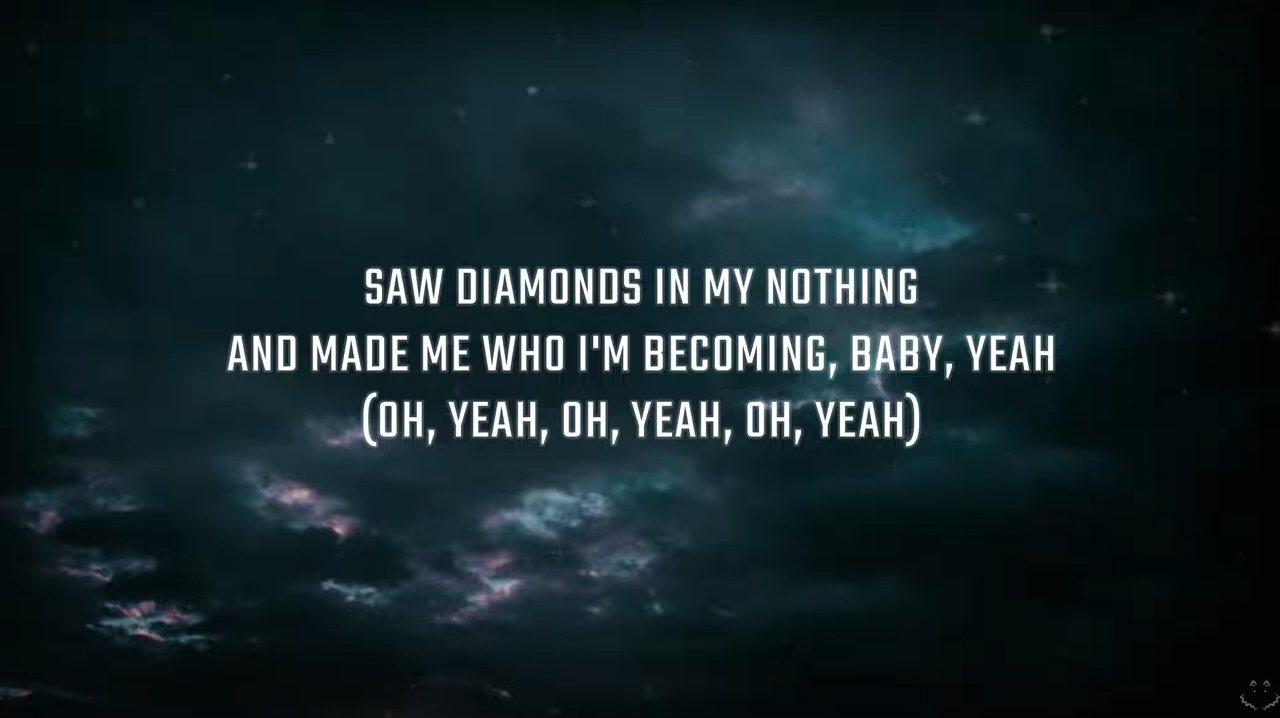 SAW DIAMONDS IN MY NOTHING
AND MADE ME WHO I'M BECOMING, BABY, YEAH
(OH, YEAH, OH, YEAH, OH, YEAH)